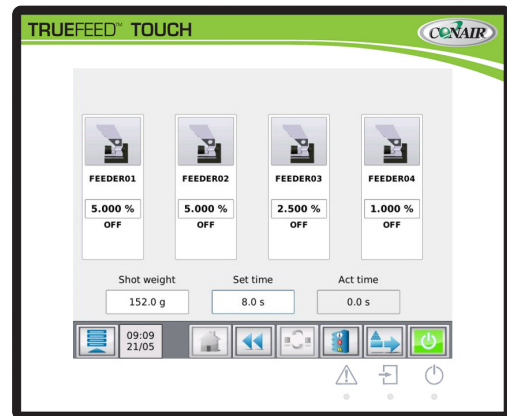 TRUEFEED™ TOUCH
CONAIR
FEEDER01 FEEDER02 FEEDER03 FEEDER04
5.000 % 5.000 % 2.500 % 1.000 %
OFF OFF OFF OFF
Shot weight Set time Act time
152.0 g 8.0 s 0.0 s
09:09
21/05